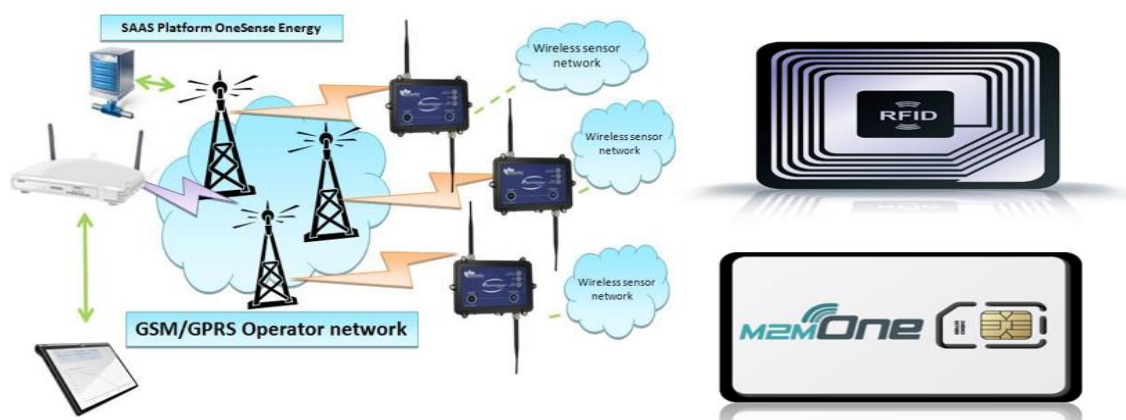 SAAS Platform OneSense Energy
Wireless sensor
network
Wireless sensor
network
Wireless sensor
network
GSM/GPRS Operator network
RFID
M2MOne